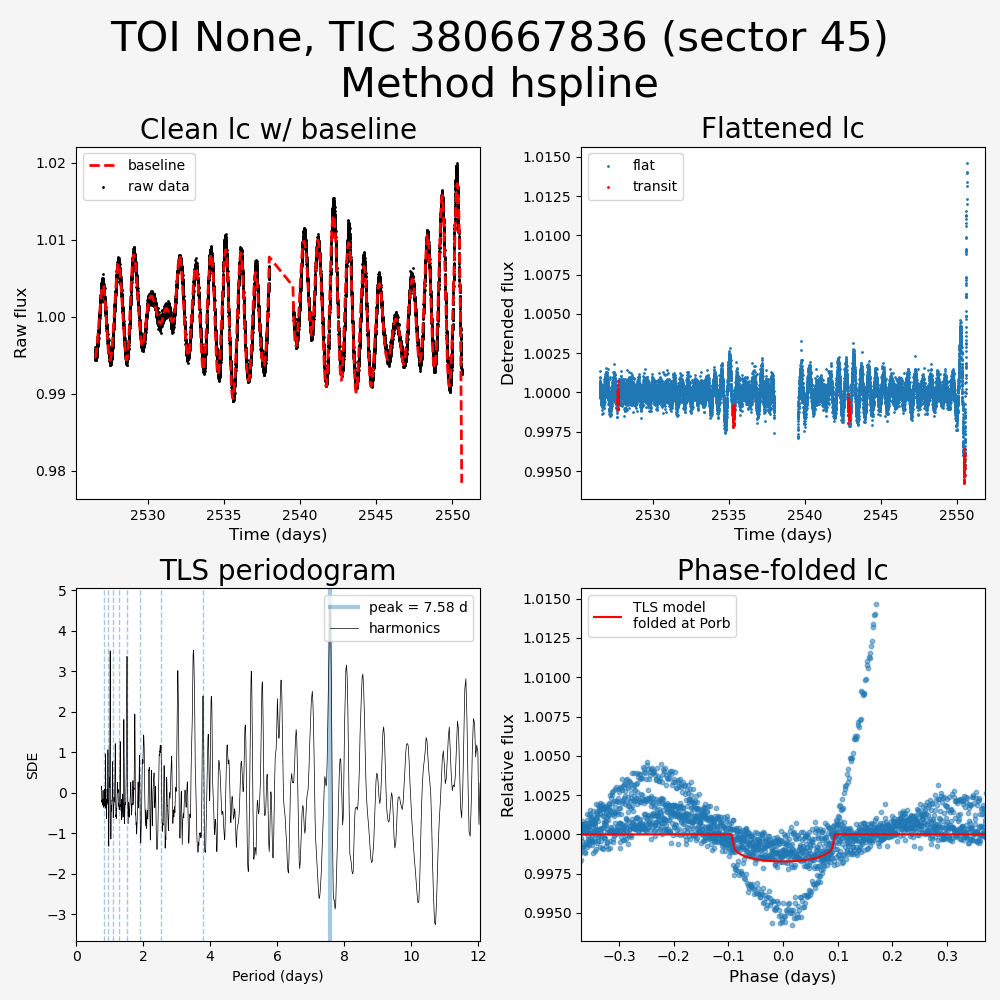 TOI None, TIC 380667836 (sector 45)
Method hspline
Clean lc w/ baseline
baseline
raw data
1.02
1.01
1.00
0.99
0.98
Raw flux
2530
2535
2540
2545
2550
Time (days)
Flattened lc
flat
transit
1.0150
1.0125
1.0100
1.0075
1.0050
1.0025
1.0000
0.9975
0.9950
Detrended flux
2530
2535
2540
2545
2550
Time (days)
TLS periodogram
peak = 7.58 d
harmonics
5
4
3
2
1
0
−1
−2
−3
SDE
0
2
4
6
8
10
12
Period (days)
Phase-folded lc
TLS model
folded at Porb
1.0150
1.0125
1.0100
1.0075
1.0050
1.0025
1.0000
0.9975
0.9950
Relative flux
−0.3
−0.2
−0.1
0.0
0.1
0.2
0.3
Phase (days)